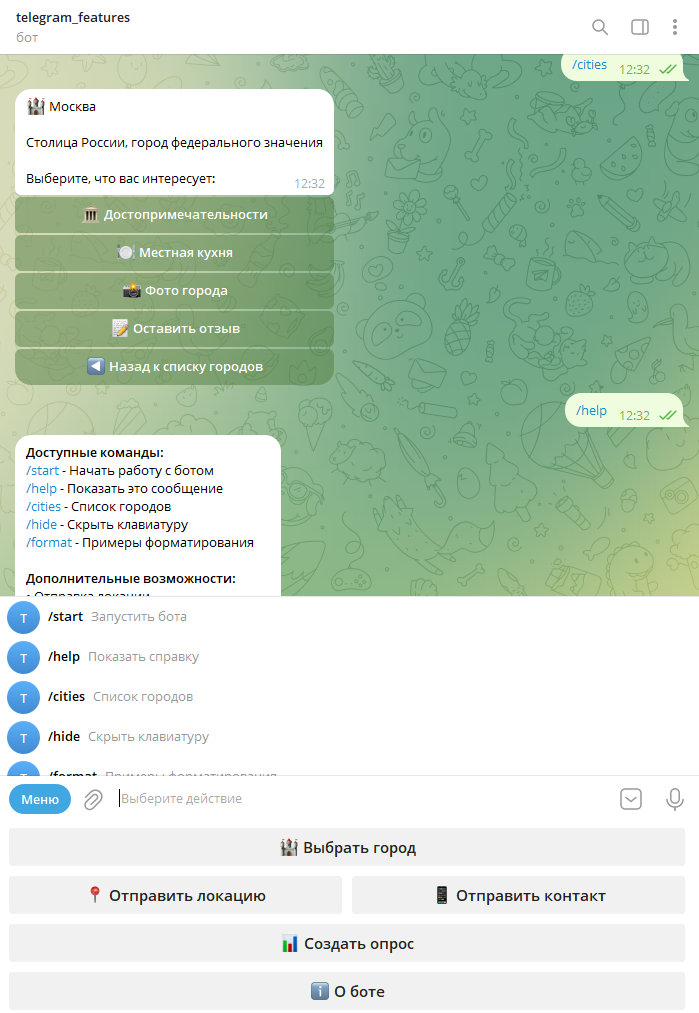 telegram_features
бот
/cities 12:32
🏰 Москва
Столица России, город федерального значения
Выберите, что вас интересует:
12:32
🏛 Достопримечательности
🍽 Местная кухня
📸 Фото города
📝 Оставить отзыв
◀️ Назад к списку городов
/help 12:32
Доступные команды:
/start - Начать работу с ботом
/help - Показать это сообщение
/cities - Список городов
/hide - Скрыть клавиатуру
/format - Примеры форматирования
Дополнительные возможности:
• Отправка локации
T /start Запустить бота
T /help Показать справку
T /cities Список городов
T /hide Скрыть клавиатуру
T /format Примеры форматирования
Меню Выберите действие
🏰 Выбрать город
📍 Отправить локацию 📱 Отправить контакт
📊 Создать опрос
ℹ️ О боте